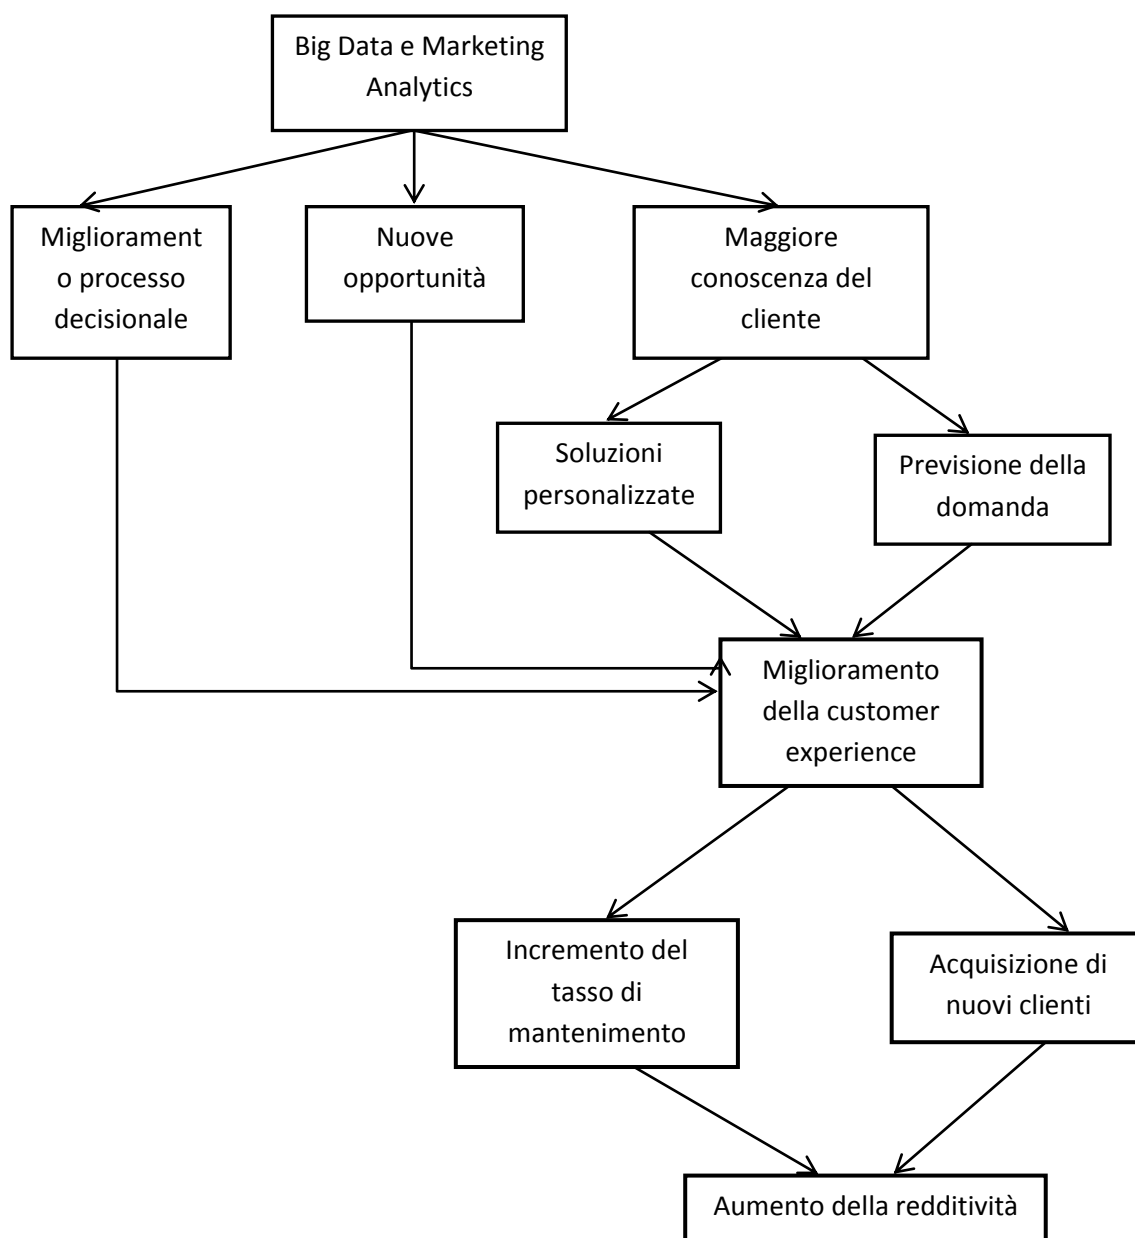 Big Data e Marketing
Analytics
Migliorament
o processo
decisionale
Nuove
opportunità
Maggiore
conoscenza del
cliente
Soluzioni
personalizzate
Previsione della
domanda
Miglioramento
della customer
experience
Incremento del
tasso di
mantenimento
Acquisizione di
nuovi clienti
Aumento della redditività